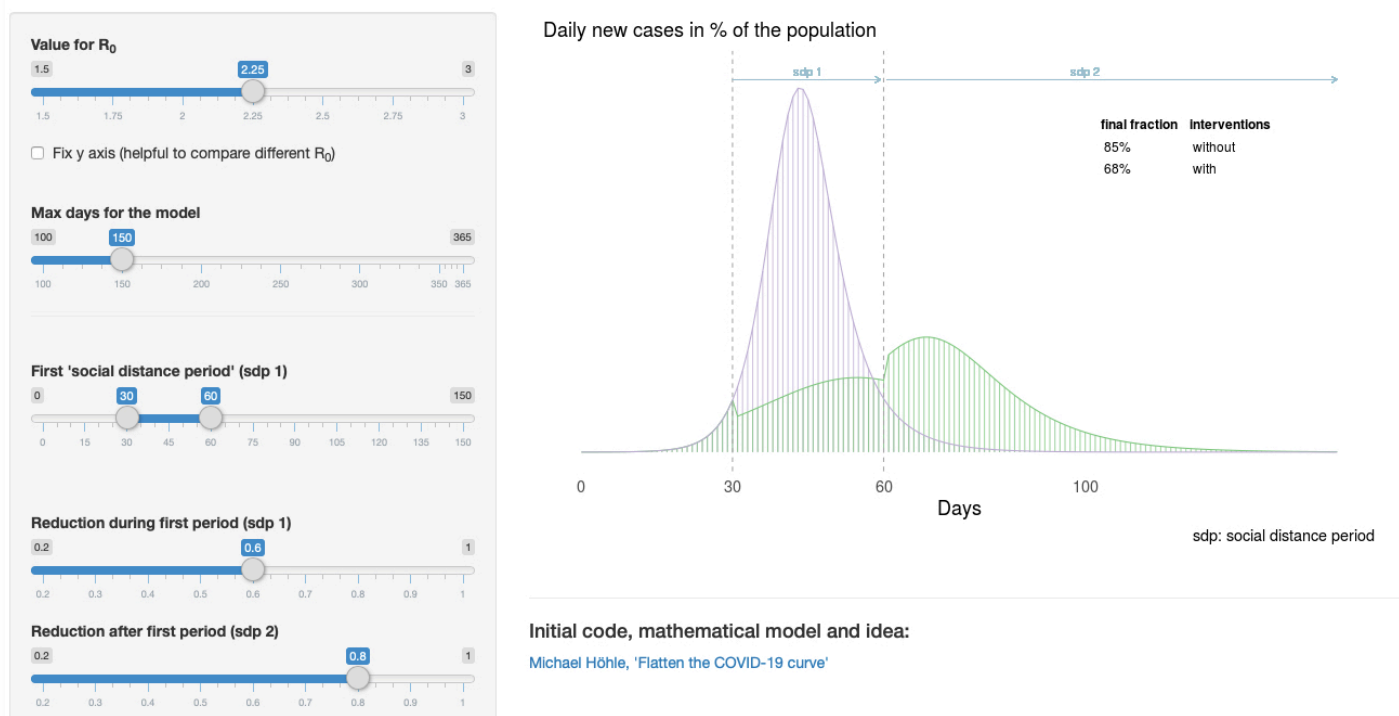 Value for R0
1.5 2.25 3
1.5 1.75 2 2.25 2.5 2.75 3
Fix y axis (helpful to compare different R0)
Max days for the model
100 150 365
100 150 200 250 300 350 365
First 'social distance period' (sdp 1)
0 30 60 150
0 15 30 45 60 75 90 105 120 135 150
Reduction during first period (sdp 1)
0.2 0.6 1
0.2 0.3 0.4 0.5 0.6 0.7 0.8 0.9 1
Reduction after first period (sdp 2)
0.2 0.8 1
0.2 0.3 0.4 0.5 0.6 0.7 0.8 0.9 1
Daily new cases in % of the population
sdp 1 sdp 2
final fraction interventions
85% without
68% with
0 30 60 100
Days
sdp: social distance period
Initial code, mathematical model and idea:
Michael Höhle, 'Flatten the COVID-19 curve'